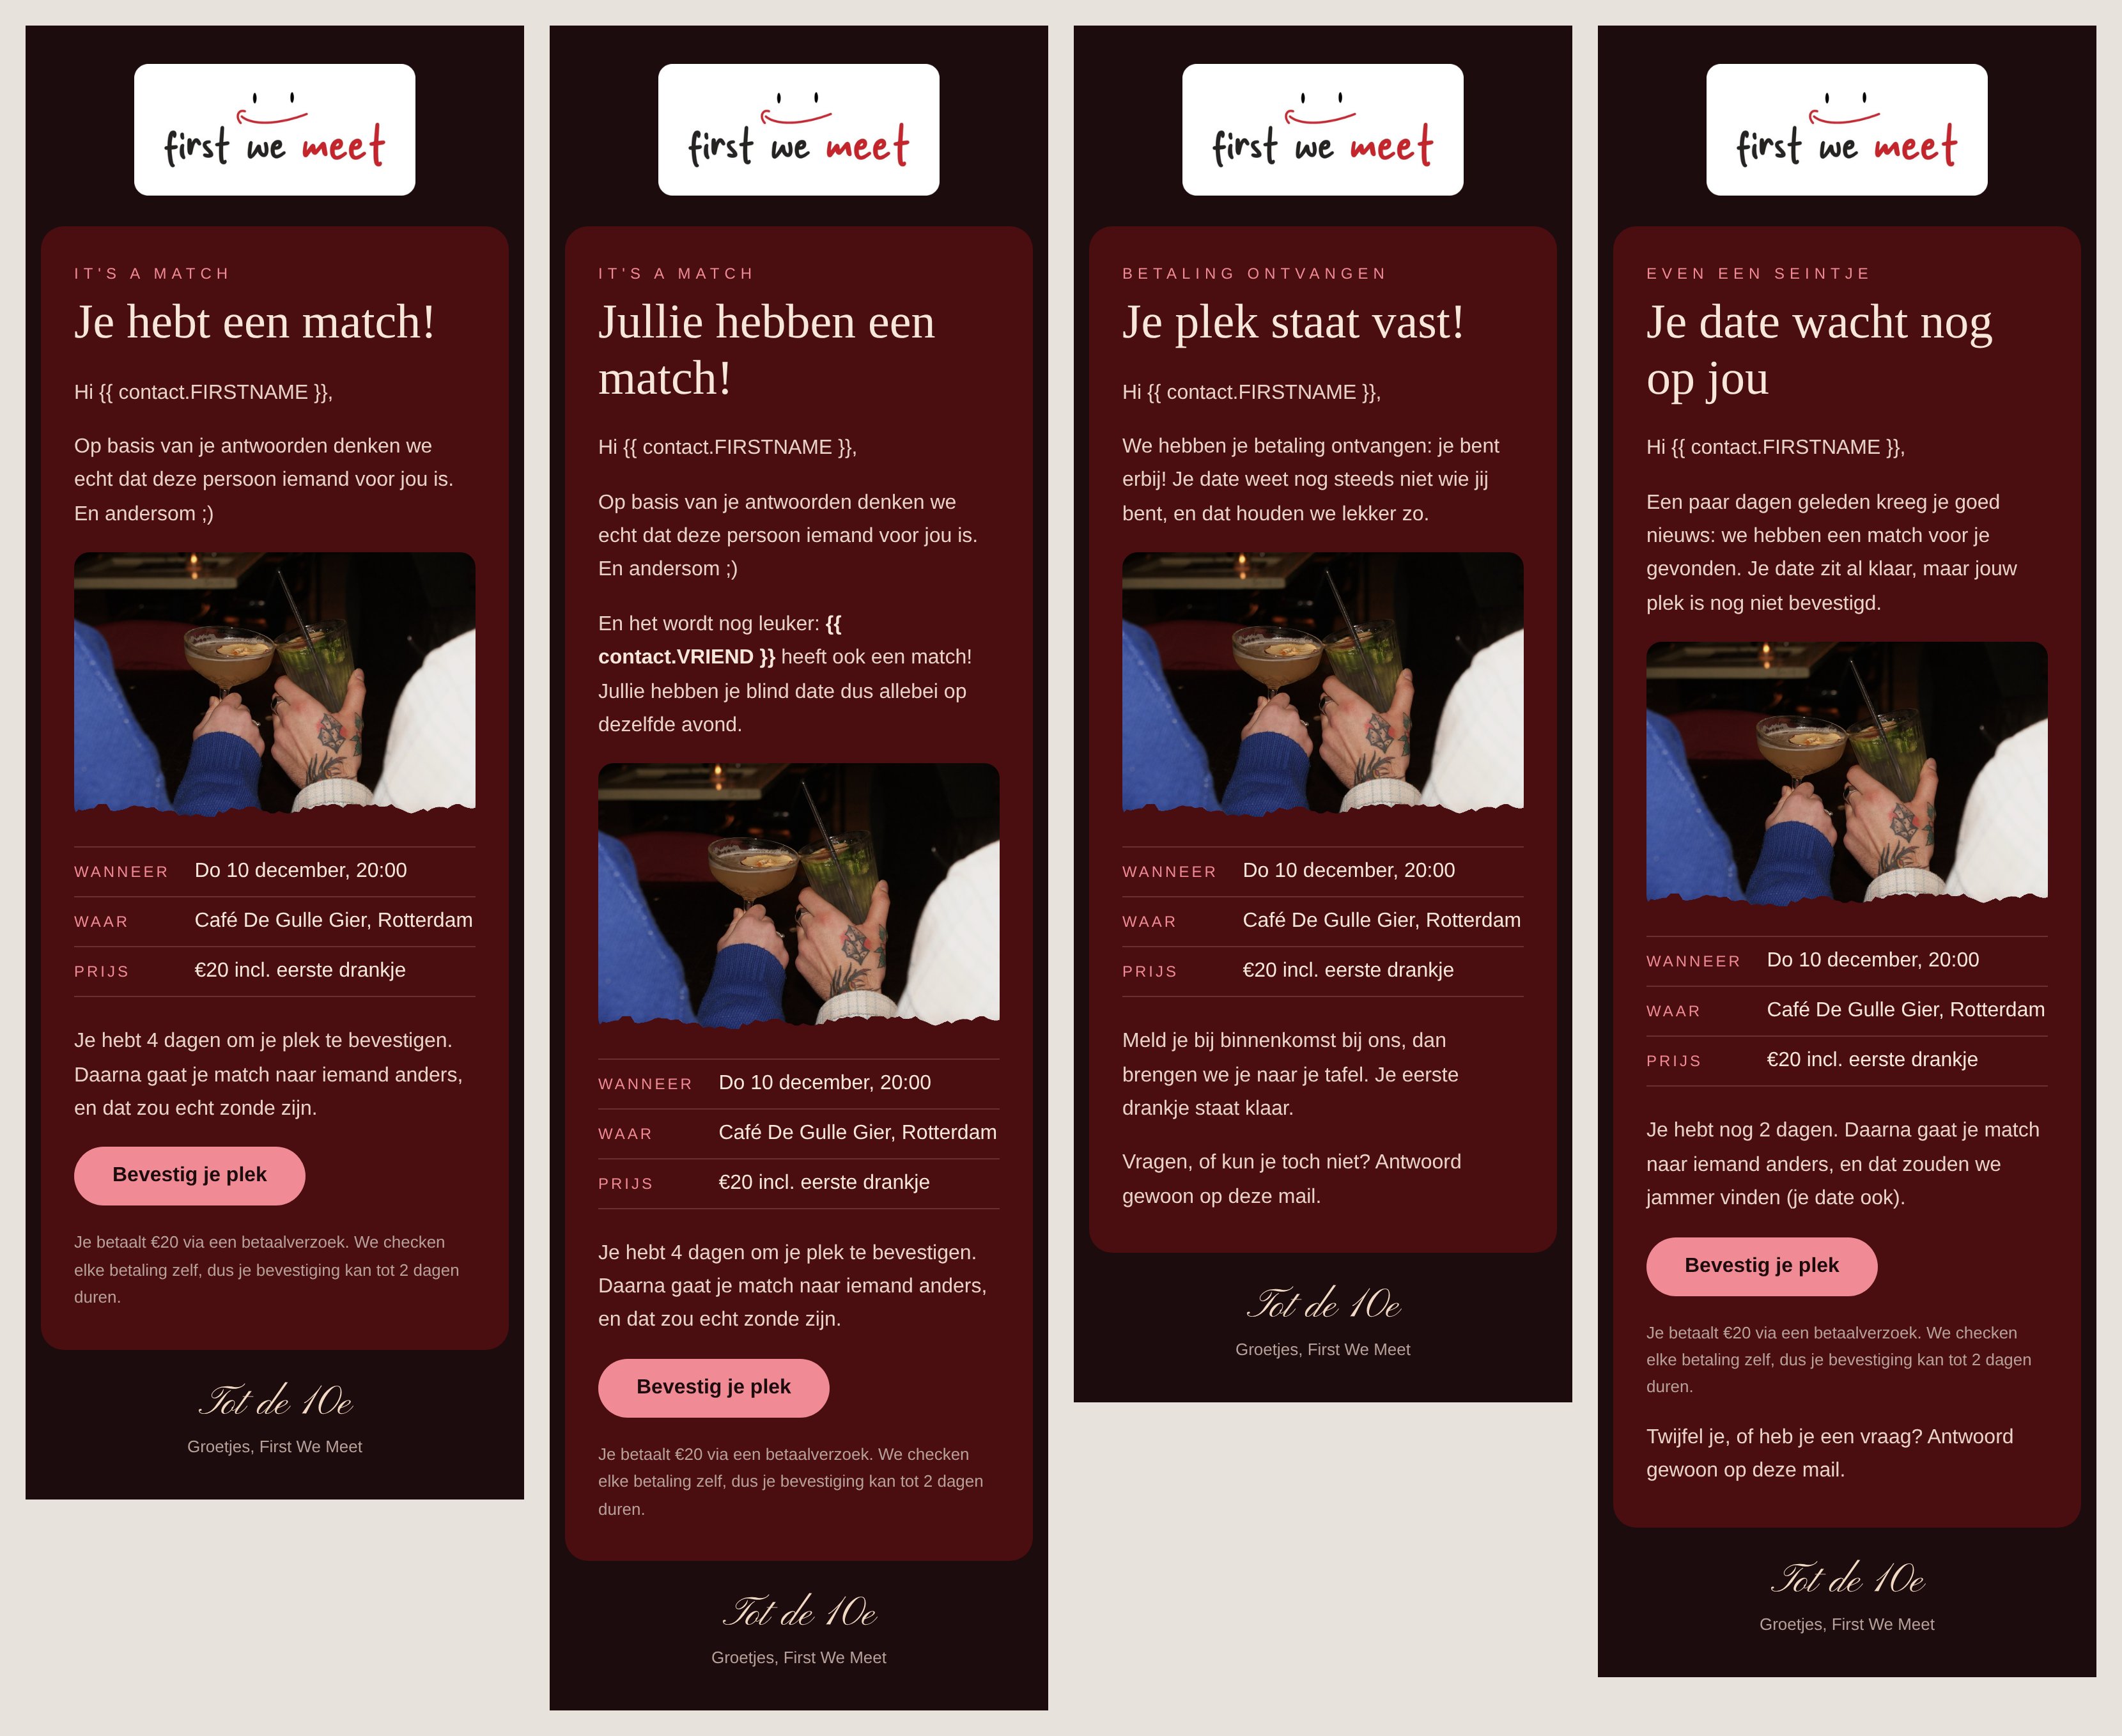 first we meet
IT'S A MATCH
Je hebt een match!
Hi {{ contact.FIRSTNAME }},
Op basis van je antwoorden denken we
echt dat deze persoon iemand voor jou is.
En andersom ;)
WANNEER Do 10 december, 20:00
WAAR Café De Gulle Gier, Rotterdam
PRIJS €20 incl. eerste drankje
Je hebt 4 dagen om je plek te bevestigen.
Daarna gaat je match naar iemand anders,
en dat zou echt zonde zijn.
Bevestig je plek
Je betaalt €20 via een betaalverzoek. We checken
elke betaling zelf, dus je bevestiging kan tot 2 dagen
duren.
Tot de 10e
Groetjes, First We Meet
first we meet
IT'S A MATCH
Jullie hebben een
match!
Hi {{ contact.FIRSTNAME }},
Op basis van je antwoorden denken we
echt dat deze persoon iemand voor jou is.
En andersom ;)
En het wordt nog leuker: {{
contact.VRIEND }} heeft ook een match!
Jullie hebben je blind date dus allebei op
dezelfde avond.
WANNEER Do 10 december, 20:00
WAAR Café De Gulle Gier, Rotterdam
PRIJS €20 incl. eerste drankje
Je hebt 4 dagen om je plek te bevestigen.
Daarna gaat je match naar iemand anders,
en dat zou echt zonde zijn.
Bevestig je plek
Je betaalt €20 via een betaalverzoek. We checken
elke betaling zelf, dus je bevestiging kan tot 2 dagen
duren.
Tot de 10e
Groetjes, First We Meet
first we meet
BETALING ONTVANGEN
Je plek staat vast!
Hi {{ contact.FIRSTNAME }},
We hebben je betaling ontvangen: je bent
erbij! Je date weet nog steeds niet wie jij
bent, en dat houden we lekker zo.
WANNEER Do 10 december, 20:00
WAAR Café De Gulle Gier, Rotterdam
PRIJS €20 incl. eerste drankje
Meld je bij binnenkomst bij ons, dan
brengen we je naar je tafel. Je eerste
drankje staat klaar.
Vragen, of kun je toch niet? Antwoord
gewoon op deze mail.
Tot de 10e
Groetjes, First We Meet
first we meet
EVEN EEN SEINTJE
Je date wacht nog
op jou
Hi {{ contact.FIRSTNAME }},
Een paar dagen geleden kreeg je goed
nieuws: we hebben een match voor je
gevonden. Je date zit al klaar, maar jouw
plek is nog niet bevestigd.
WANNEER Do 10 december, 20:00
WAAR Café De Gulle Gier, Rotterdam
PRIJS €20 incl. eerste drankje
Je hebt nog 2 dagen. Daarna gaat je match
naar iemand anders, en dat zouden we
jammer vinden (je date ook).
Bevestig je plek
Je betaalt €20 via een betaalverzoek. We checken
elke betaling zelf, dus je bevestiging kan tot 2 dagen
duren.
Twijfel je, of heb je een vraag? Antwoord
gewoon op deze mail.
Tot de 10e
Groetjes, First We Meet